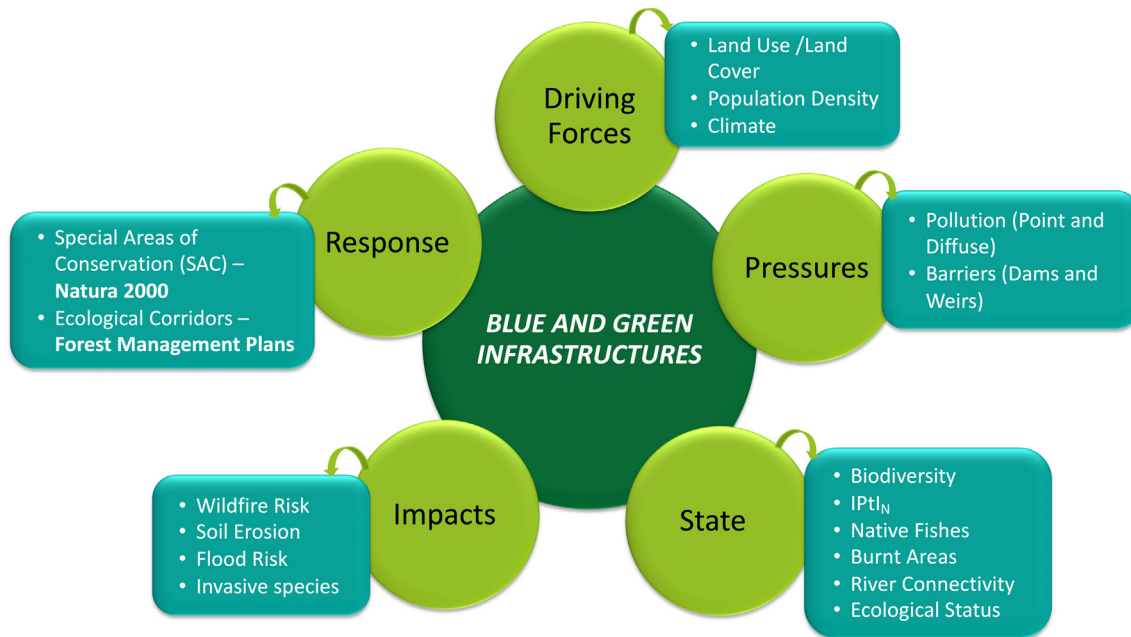 Driving
Forces
• Land Use /Land
Cover
• Population Density
• Climate
Pressures
• Pollution (Point and
Diffuse)
• Barriers (Dams and
Weirs)
State
• Biodiversity
• IPtI_N
• Native Fishes
• Burnt Areas
• River Connectivity
• Ecological Status
Impacts
• Wildfire Risk
• Soil Erosion
• Flood Risk
• Invasive species
Response
• Special Areas of
Conservation (SAC) –
Natura 2000
• Ecological Corridors –
Forest Management Plans
BLUE AND GREEN
INFRASTRUCTURES